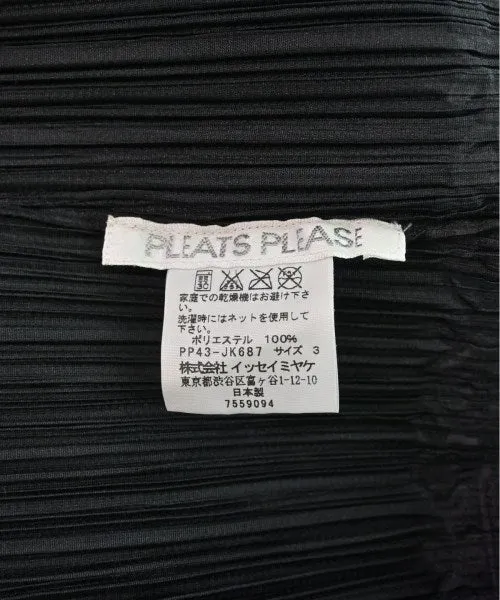 PLEATS PLEASE
家庭での乾燥機はお避け下さ
い。
洗濯時にはネットを使用して
下さい。
ポリエステル 100%
PP43-JK687 サイズ 3
株式会社 イッセイミヤケ
東京都渋谷区富ヶ谷1-12-10
日本製
7559094